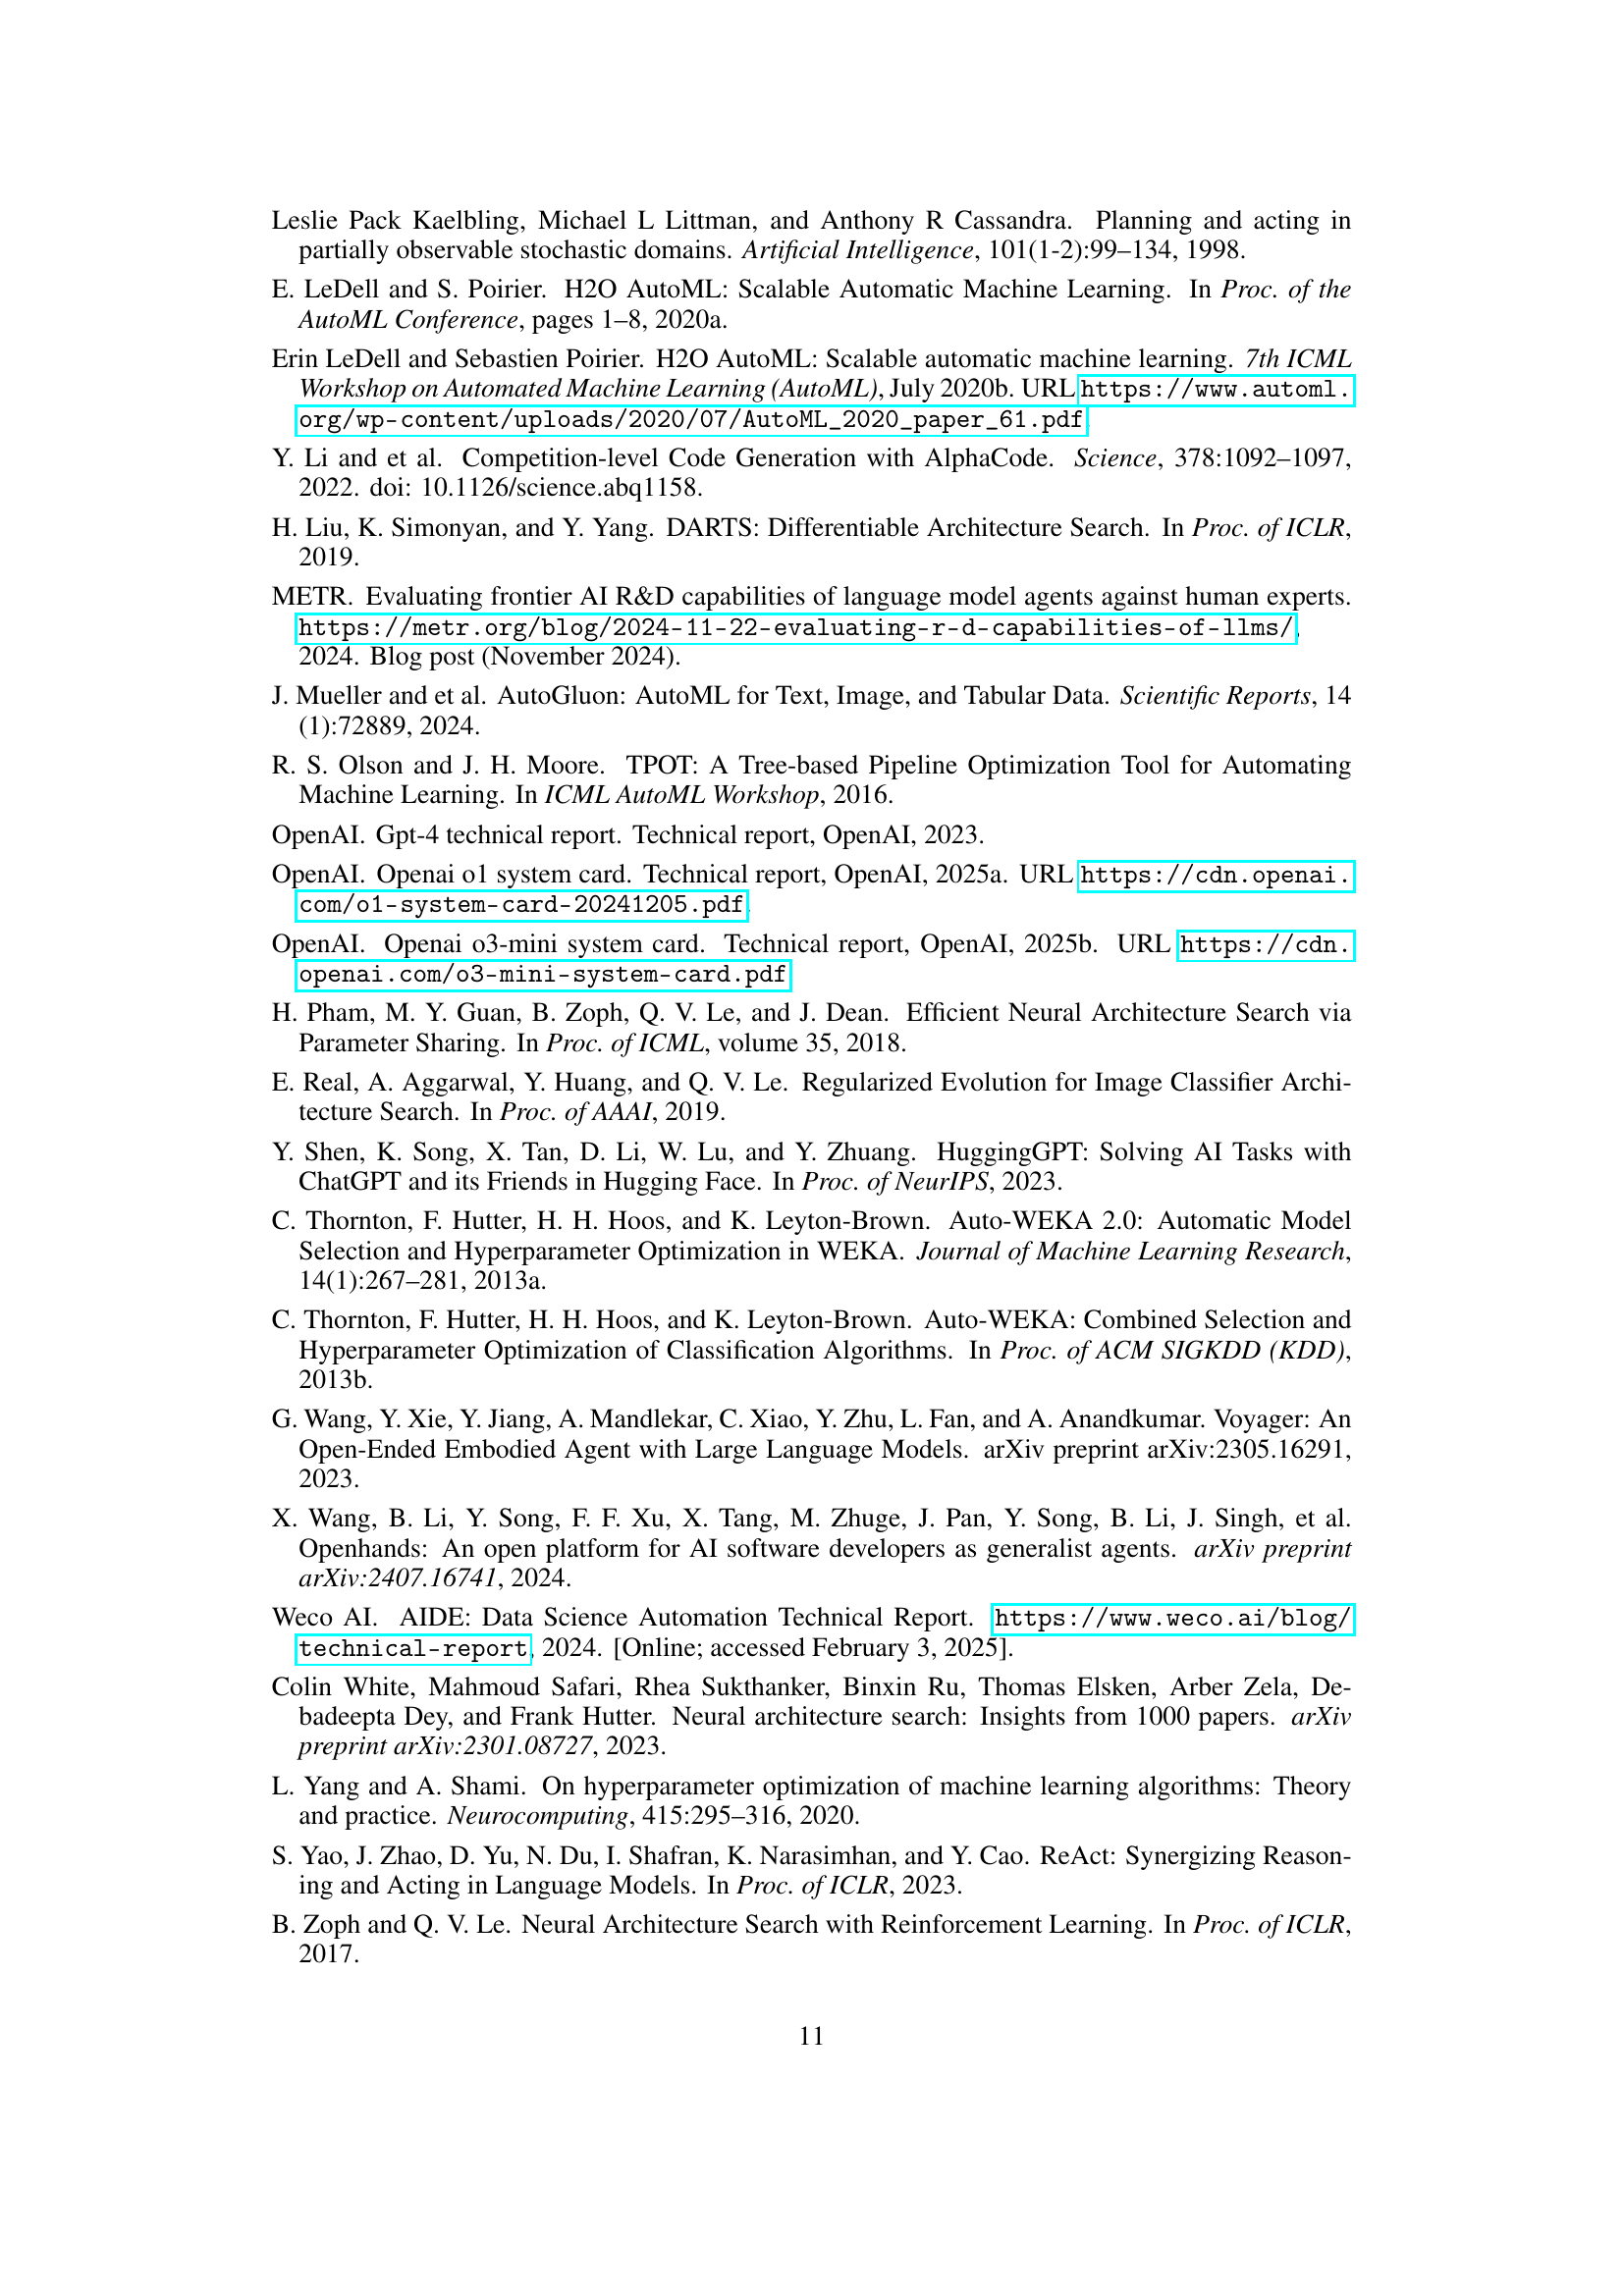 Leslie Pack Kaelbling, Michael L Littman, and Anthony R Cassandra. Planning and acting in
partially observable stochastic domains. Artificial Intelligence, 101(1-2):99–134, 1998.
E. LeDell and S. Poirier. H2O AutoML: Scalable Automatic Machine Learning. In Proc. of the
AutoML Conference, pages 1–8, 2020a.
Erin LeDell and Sebastien Poirier. H2O AutoML: Scalable automatic machine learning. 7th ICML
Workshop on Automated Machine Learning (AutoML), July 2020b. URL https://www.automl.
org/wp-content/uploads/2020/07/AutoML_2020_paper_61.pdf.
Y. Li and et al. Competition-level Code Generation with AlphaCode. Science, 378:1092–1097,
2022. doi: 10.1126/science.abq1158.
H. Liu, K. Simonyan, and Y. Yang. DARTS: Differentiable Architecture Search. In Proc. of ICLR,
2019.
METR. Evaluating frontier AI R&D capabilities of language model agents against human experts.
https://metr.org/blog/2024-11-22-evaluating-r-d-capabilities-of-llms/,
2024. Blog post (November 2024).
J. Mueller and et al. AutoGluon: AutoML for Text, Image, and Tabular Data. Scientific Reports, 14
(1):72889, 2024.
R. S. Olson and J. H. Moore. TPOT: A Tree-based Pipeline Optimization Tool for Automating
Machine Learning. In ICML AutoML Workshop, 2016.
OpenAI. Gpt-4 technical report. Technical report, OpenAI, 2023.
OpenAI. Openai o1 system card. Technical report, OpenAI, 2025a. URL https://cdn.openai.
com/o1-system-card-20241205.pdf.
OpenAI. Openai o3-mini system card. Technical report, OpenAI, 2025b. URL https://cdn.
openai.com/o3-mini-system-card.pdf.
H. Pham, M. Y. Guan, B. Zoph, Q. V. Le, and J. Dean. Efficient Neural Architecture Search via
Parameter Sharing. In Proc. of ICML, volume 35, 2018.
E. Real, A. Aggarwal, Y. Huang, and Q. V. Le. Regularized Evolution for Image Classifier Archi-
tecture Search. In Proc. of AAAI, 2019.
Y. Shen, K. Song, X. Tan, D. Li, W. Lu, and Y. Zhuang. HuggingGPT: Solving AI Tasks with
ChatGPT and its Friends in Hugging Face. In Proc. of NeurIPS, 2023.
C. Thornton, F. Hutter, H. H. Hoos, and K. Leyton-Brown. Auto-WEKA 2.0: Automatic Model
Selection and Hyperparameter Optimization in WEKA. Journal of Machine Learning Research,
14(1):267–281, 2013a.
C. Thornton, F. Hutter, H. H. Hoos, and K. Leyton-Brown. Auto-WEKA: Combined Selection and
Hyperparameter Optimization of Classification Algorithms. In Proc. of ACM SIGKDD (KDD),
2013b.
G. Wang, Y. Xie, Y. Jiang, A. Mandlekar, C. Xiao, Y. Zhu, L. Fan, and A. Anandkumar. Voyager: An
Open-Ended Embodied Agent with Large Language Models. arXiv preprint arXiv:2305.16291,
2023.
X. Wang, B. Li, Y. Song, F. F. Xu, X. Tang, M. Zhuge, J. Pan, Y. Song, B. Li, J. Singh, et al.
Openhands: An open platform for AI software developers as generalist agents. arXiv preprint
arXiv:2407.16741, 2024.
Weco AI. AIDE: Data Science Automation Technical Report. https://www.weco.ai/blog/
technical-report, 2024. [Online; accessed February 3, 2025].
Colin White, Mahmoud Safari, Rhea Sukthanker, Binxin Ru, Thomas Elsken, Arber Zela, De-
badeepta Dey, and Frank Hutter. Neural architecture search: Insights from 1000 papers. arXiv
preprint arXiv:2301.08727, 2023.
L. Yang and A. Shami. On hyperparameter optimization of machine learning algorithms: Theory
and practice. Neurocomputing, 415:295–316, 2020.
S. Yao, J. Zhao, D. Yu, N. Du, I. Shafran, K. Narasimhan, and Y. Cao. ReAct: Synergizing Reason-
ing and Acting in Language Models. In Proc. of ICLR, 2023.
B. Zoph and Q. V. Le. Neural Architecture Search with Reinforcement Learning. In Proc. of ICLR,
2017.
11